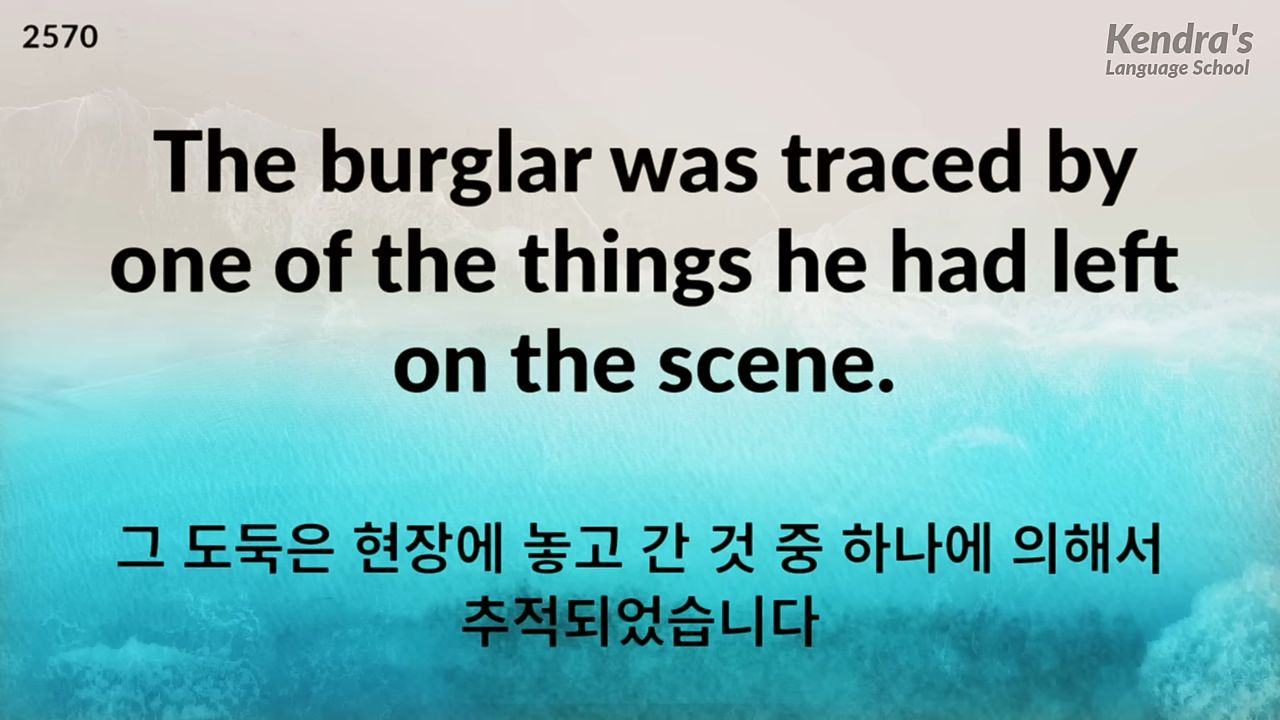 2570
Kendra's
Language School
The burglar was traced by
one of the things he had left
on the scene.
그 도둑은 현장에 놓고 간 것 중 하나에 의해서
추적되었습니다